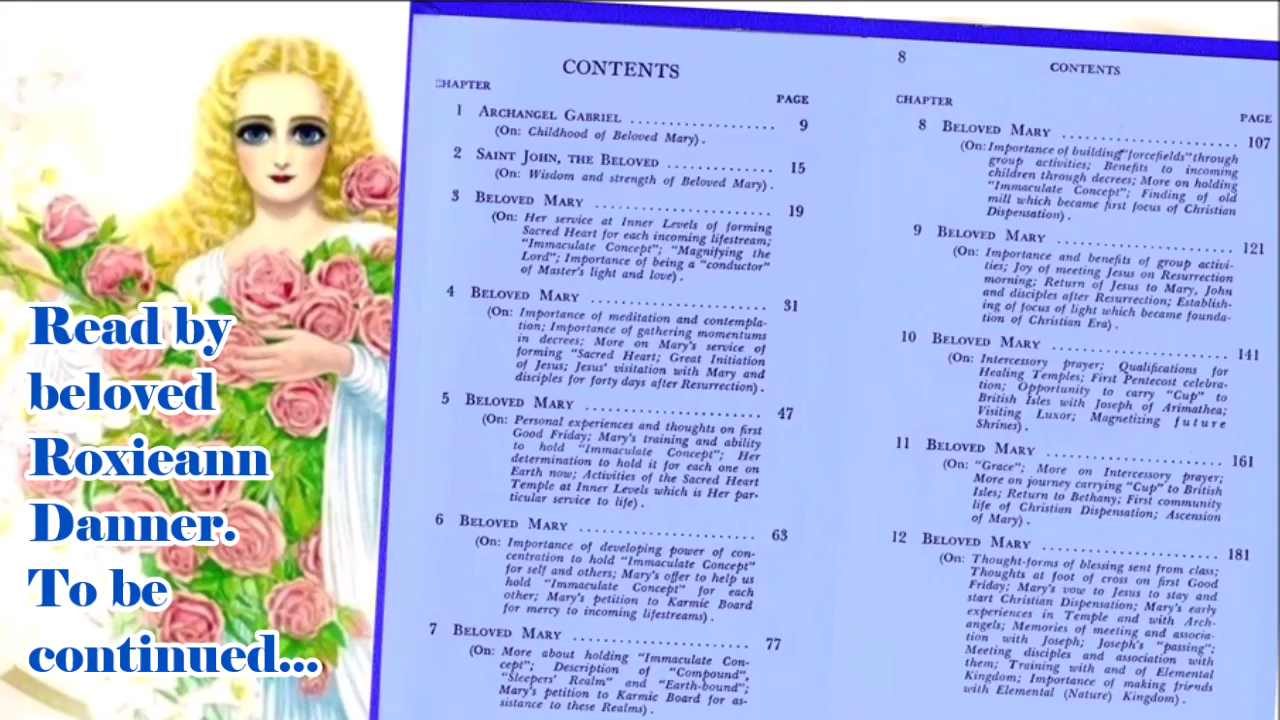 Read by
beloved
Roxieann
Danner.
To be
continued...
CONTENTS
CHAPTER
PAGE
1 ARCHANGEL GABRIEL .................... 9
(On: Childhood of Beloved Mary).
2 SAINT JOHN, THE BELOVED .............. 15
(On: Wisdom and strength of Beloved Mary).
3 BELOVED MARY ......................... 19
(On: Her service at Inner Levels of forming
Sacred Heart for each incoming lifestream;
"Immaculate Concept"; "Magnifying the
Lord"; Importance of being a "conductor"
of Master's light and love).
4 BELOVED MARY ......................... 31
(On: Importance of meditation and contempla-
tion; Importance of gathering momentums
in decrees; More on Mary's service of
forming "Sacred Heart; Great Initiation
of Jesus; Jesus' visitation with Mary and
disciples for forty days after Resurrection).
5 BELOVED MARY ......................... 47
(On: Personal experiences and thoughts on first
Good Friday; Mary's training and ability
to hold "Immaculate Concept"; Her
determination to hold it for each one on
Earth now; Activities of the Sacred Heart
Temple at Inner Levels which is Her par-
ticular service to life).
6 BELOVED MARY ......................... 63
(On: Importance of developing power of con-
centration to hold "Immaculate Concept"
for self and others; Mary's offer to help us
hold "Immaculate Concept" for each
other; Mary's petition to Karmic Board
for mercy to incoming lifestreams).
7 BELOVED MARY ......................... 77
(On: More about holding "Immaculate Con-
cept"; Description of "Compound",
"Sleepers' Realm" and "Earth-bound";
Mary's petition to Karmic Board for as-
sistance to these Realms).
8
CONTENTS
CHAPTER
PAGE
8 BELOVED MARY ......................... 107
(On: Importance of building "forcefields" through
group activities; Benefits to incoming
children through decrees; More on holding
"Immaculate Concept"; Finding of old
mill which became first focus of Christian
Dispensation).
9 BELOVED MARY ......................... 121
(On: Importance and benefits of group activi-
ties; Joy of meeting Jesus on Resurrection
morning; Return of Jesus to Mary, John
and disciples after Resurrection; Establish-
ing of focus of light which became founda-
tion of Christian Era).
10 BELOVED MARY ......................... 141
(On: Intercessory prayer; Qualifications for
Healing Temples; First Pentecost celebra-
tion; Opportunity to carry "Cup" to
British Isles with Joseph of Arimathea;
Visiting Luxor; Magnetizing future
Shrines).
11 BELOVED MARY ......................... 161
(On: "Grace"; More on Intercessory prayer;
More on journey carrying "Cup" to British
Isles; Return to Bethany; First community
life of Christian Dispensation; Ascension
of Mary).
12 BELOVED MARY ......................... 181
(On: Thought-forms of blessing sent from class;
Thoughts at foot of cross on first Good
Friday; Mary's vow to Jesus to stay and
start Christian Dispensation; Mary's early
experiences in Temple and with Arch-
angels; Memories of meeting and associa-
tion with Joseph; Joseph's "passing";
Meeting disciples and association with
them; Training with and of Elemental
Kingdom; Importance of making friends
with Elemental (Nature) Kingdom).